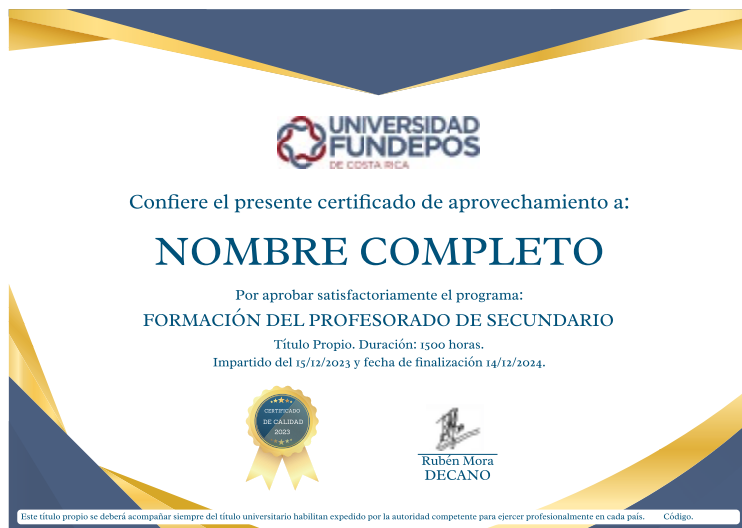 UNIVERSIDAD
FUNDEPOS
DE COSTA RICA
Confiere el presente certificado de aprovechamiento a:
NOMBRE COMPLETO
Por aprobar satisfactoriamente el programa:
FORMACIÓN DEL PROFESORADO DE SECUNDARIO
Título Propio. Duración: 1500 horas.
Impartido del 15/12/2023 y fecha de finalización 14/12/2024.
CERTIFICADO
DE CALIDAD
2023
Rubén Mora
DECANO
Este título propio se deberá acompañar siempre del título universitario habilitan expedido por la autoridad competente para ejercer profesionalmente en cada país. Código.